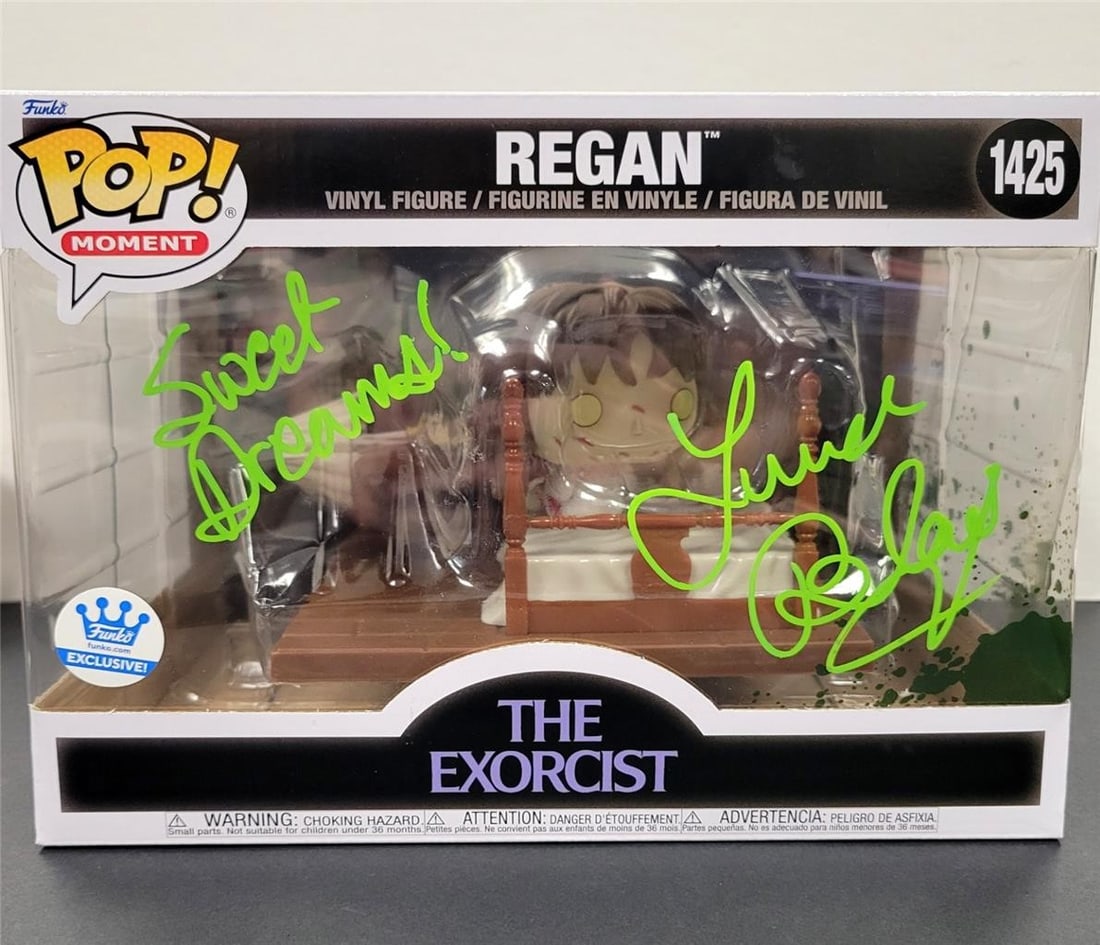 Funko
POP!®
MOMENT
REGAN™
VINYL FIGURE / FIGURINE EN VINYLE / FIGURA DE VINIL
1425
Sweet
Dreams!
Linda
Blair
Funko
funko.com
EXCLUSIVE!
THE
EXORCIST
⚠ WARNING: CHOKING HAZARD.
Small parts. Not suitable for children under 36 months.
⚠ ATTENTION: DANGER D'ÉTOUFFEMENT.
Petites pièces. Ne convient pas aux enfants de moins de 36 mois.
⚠ ADVERTENCIA: PELIGRO DE ASFIXIA.
Partes pequeñas. No es adecuado para niños menores de 36 meses.